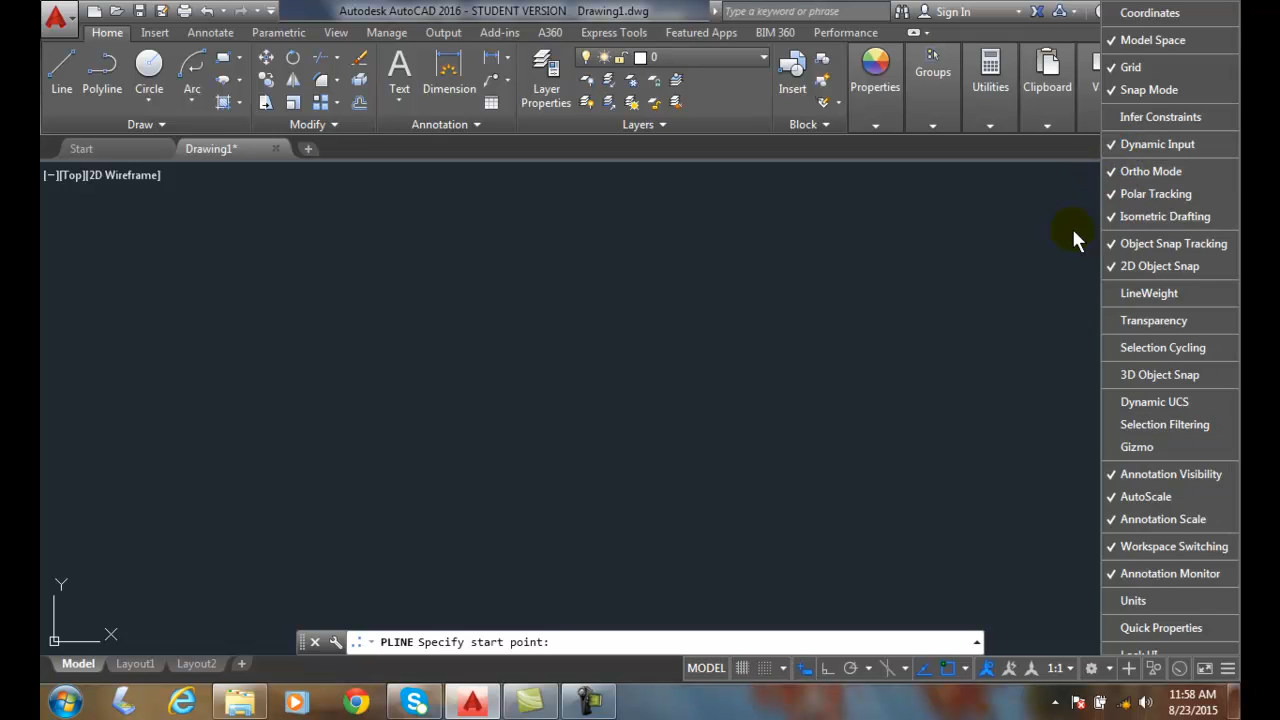 Autodesk AutoCAD 2016 - STUDENT VERSION Drawing1.dwg
Type a keyword or phrase
Sign In
Home Insert Annotate Parametric View Manage Output Add-ins A360 Express Tools Featured Apps BIM 360 Performance
Line Polyline Circle Arc
Text Dimension
Layer
Properties
0
Insert
Properties
Groups
Utilities
Clipboard
Draw Modify Annotation Layers Block
Start Drawing1*
[−][Top][2D Wireframe]
Coordinates
Model Space
Grid
Snap Mode
Infer Constraints
Dynamic Input
Ortho Mode
Polar Tracking
Isometric Drafting
Object Snap Tracking
2D Object Snap
LineWeight
Transparency
Selection Cycling
3D Object Snap
Dynamic UCS
Selection Filtering
Gizmo
Annotation Visibility
AutoScale
Annotation Scale
Workspace Switching
Annotation Monitor
Units
Quick Properties
Y
X
PLINE Specify start point:
Model Layout1 Layout2
MODEL 1:1
11:58 AM
8/23/2015